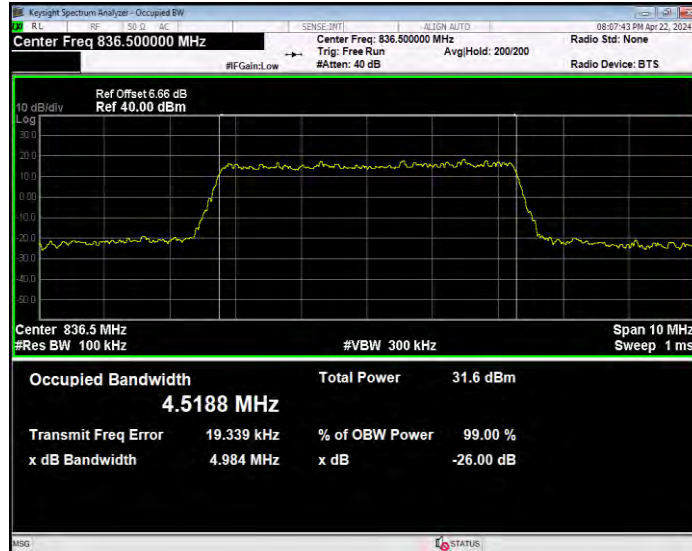 Keysight Spectrum Analyzer - Occupied BW
RL RF 50 Ω AC SENSE:INT ALIGN AUTO 08:07:43 PM Apr 22, 2024
Center Freq 836.500000 MHz Center Freq: 836.500000 MHz Radio Std: None
Trig: Free Run Avg|Hold: 200/200
#IFGain:Low #Atten: 40 dB Radio Device: BTS
Ref Offset 6.66 dB
10 dB/div Ref 40.00 dBm
Log
30.0
20.0
10.0
0.00
-10.0
-20.0
-30.0
-40.0
-50.0
Center 836.5 MHz Span 10 MHz
#Res BW 100 kHz #VBW 300 kHz Sweep 1 ms
Occupied Bandwidth Total Power 31.6 dBm
4.5188 MHz
Transmit Freq Error 19.339 kHz % of OBW Power 99.00 %
x dB Bandwidth 4.984 MHz x dB -26.00 dB
MSG STATUS